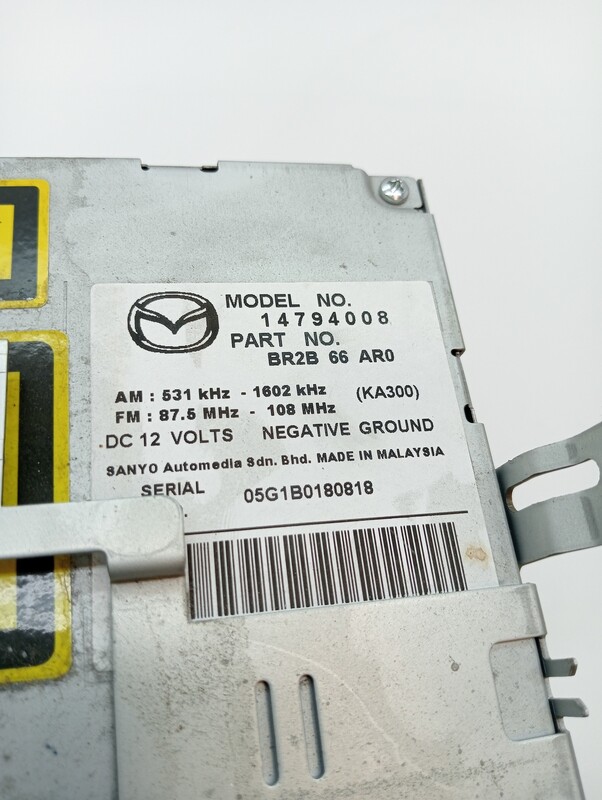 MODEL NO.
14794008
PART NO.
BR2B 66 AR0
AM : 531 kHz - 1602 kHz (KA300)
FM : 87.5 MHz - 108 MHz
DC 12 VOLTS NEGATIVE GROUND
SANYO Automedia Sdn. Bhd. MADE IN MALAYSIA
SERIAL 05G1B0180818